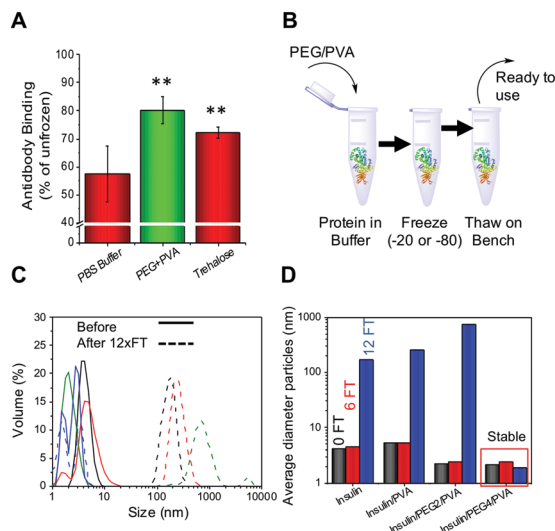 A
Antidbody Binding
(% of unfrozen)
100
90
80
70
60
50
40
0
**
**
PBS Buffer
PEG+PVA
Trehalose
B
PEG/PVA
Ready to
use
Protein in
Buffer
Freeze
(-20 or -80)
Thaw on
Bench
C
Volume (%)
30
25
20
15
10
5
0
Before
After 12xFT
1
10
100
1000
10000
Size (nm)
D
Average diameter particles (nm)
1000
100
10
1
0 FT
6 FT
12 FT
Stable
Insulin
Insulin/PVA
Insulin/PEG2/PVA
Insulin/PEG4/PVA